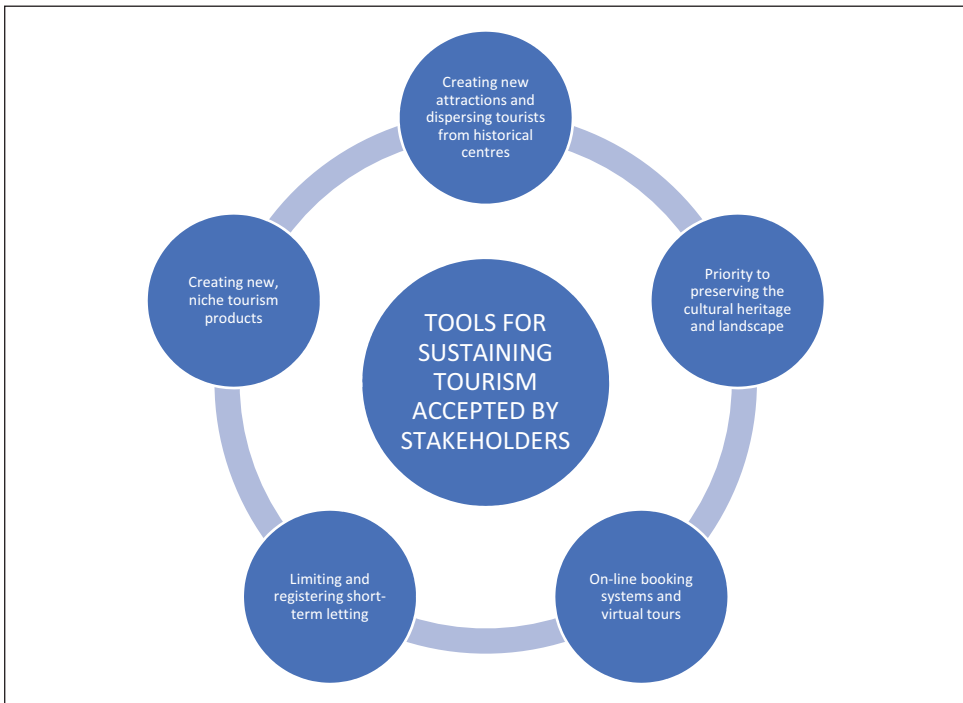 Creating new
attractions and
dispersing tourists
from historical
centres
Priority to
preserving the
cultural heritage
and landscape
On-line booking
systems and
virtual tours
Limiting and
registering short-
term letting
Creating new,
niche tourism
products
TOOLS FOR
SUSTAINING
TOURISM
ACCEPTED BY
STAKEHOLDERS